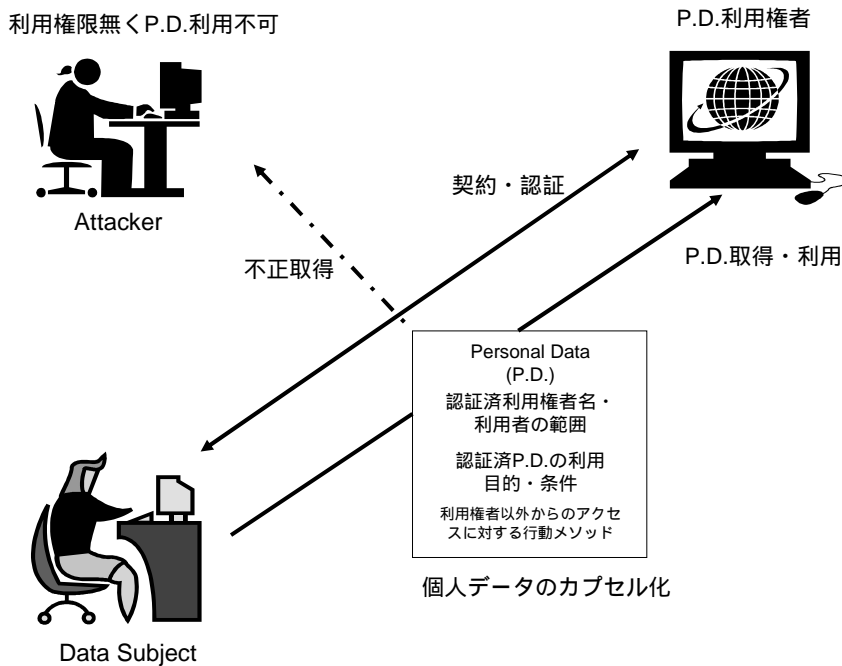 利用権限無くP.D.利用不可
P.D.利用権者
Attacker
契約・認証
不正取得
P.D.取得・利用
Personal Data
(P.D.)
認証済利用権者名・
利用者の範囲
認証済P.D.の利用
目的・条件
利用権者以外からのアクセ
スに対する行動メソッド
個人データのカプセル化
Data Subject